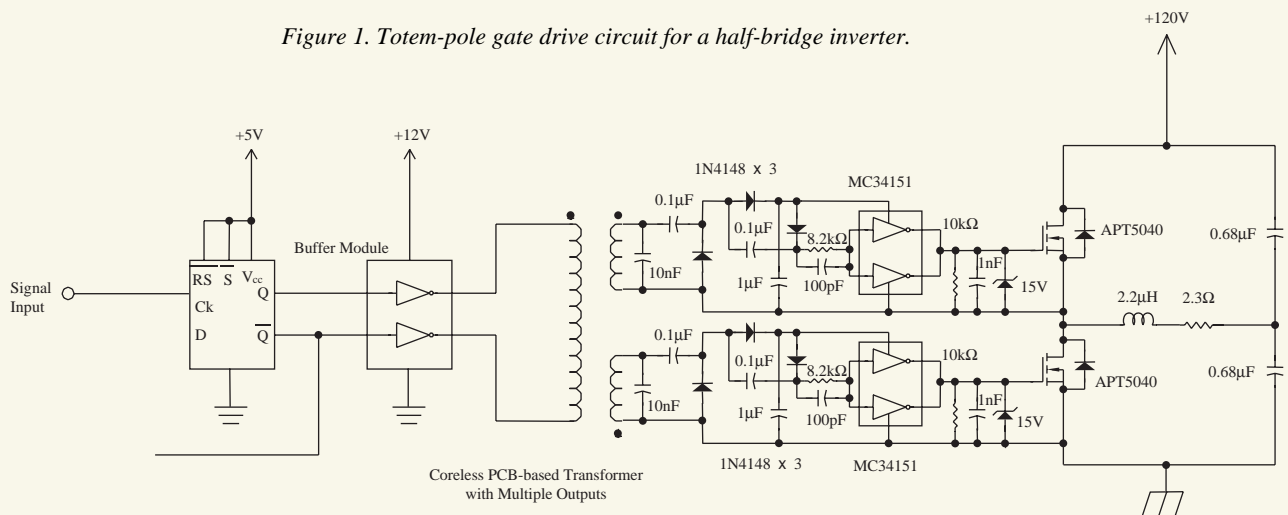 Figure 1. Totem-pole gate drive circuit for a half-bridge inverter.
+120V
+5V
+12V
Buffer Module
RS S Vcc
Q
Ck
D Q
Signal
Input
1N4148 x 3
MC34151
0.1µF
0.1µF
8.2kΩ
10kΩ
10nF
1µF
100pF
1nF
15V
APT5040
0.68µF
2.2µH
2.3Ω
0.1µF
0.1µF
8.2kΩ
10kΩ
10nF
1µF
100pF
1nF
15V
APT5040
0.68µF
1N4148 x 3
MC34151
Coreless PCB-based Transformer
with Multiple Outputs